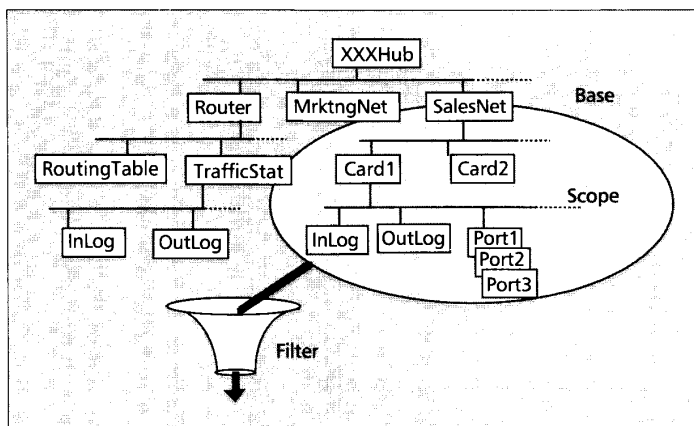 XXXHub
Router
MrktngNet
SalesNet
Base
RoutingTable
TrafficStat
Card1
Card2
Scope
InLog
OutLog
InLog
OutLog
Port1
Port2
Port3
Filter